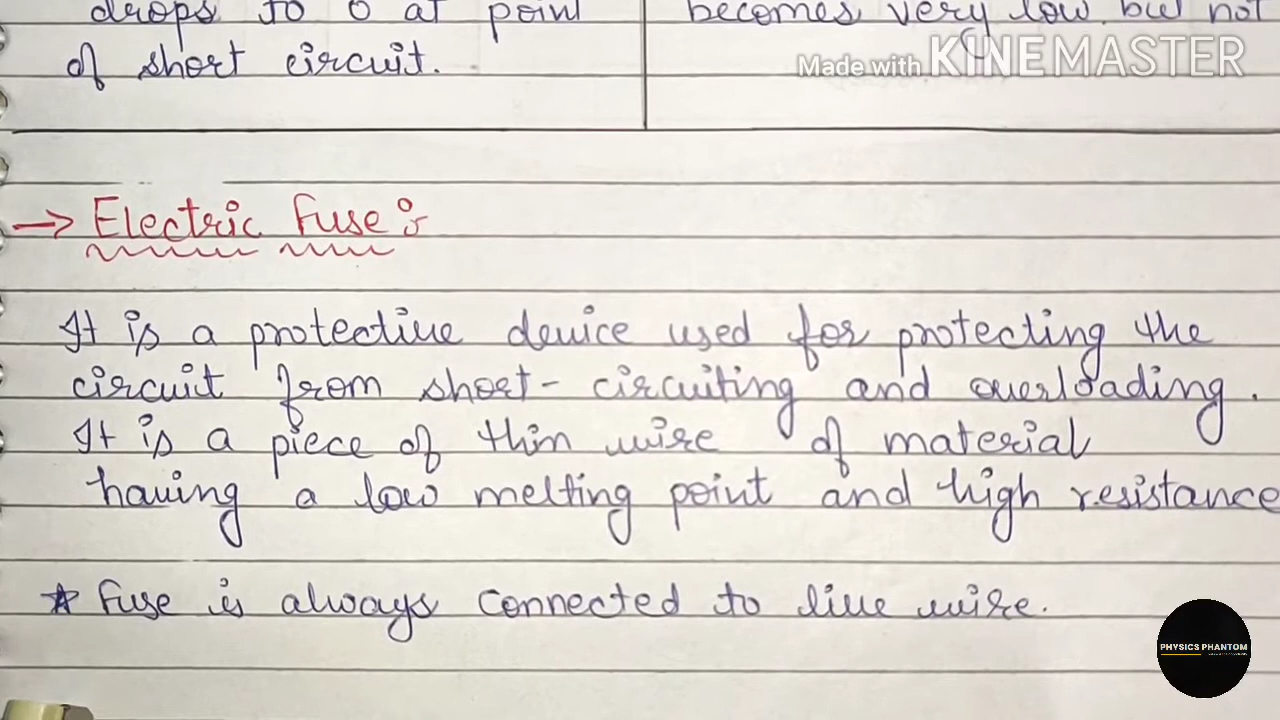 drops to 0 at point
of short circuit.
becomes very low but not
Made with KINEMASTER
→ Electric Fuse :-
It is a protective device used for protecting the
circuit from short-circuiting and overloading.
It is a piece of thin wire of material
having a low melting point and high resistance
* Fuse is always connected to live wire.
PHYSICS PHANTOM